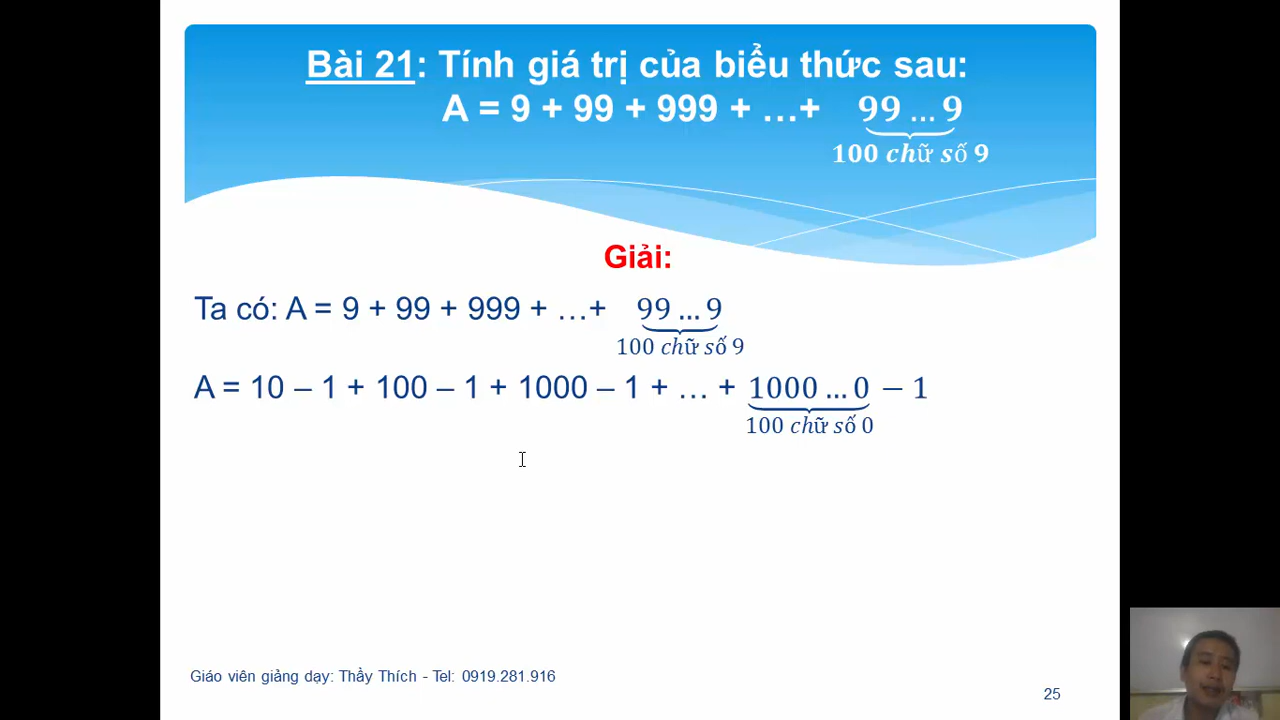 Bài 21: Tính giá trị của biểu thức sau:
A = 9 + 99 + 999 + …+ 99 … 9
100 chữ số 9
Giải:
Ta có: A = 9 + 99 + 999 + …+ 99 … 9
100 chữ số 9
A = 10 – 1 + 100 – 1 + 1000 – 1 + … + 1000 … 0 − 1
100 chữ số 0
Giáo viên giảng dạy: Thầy Thích - Tel: 0919.281.916
25